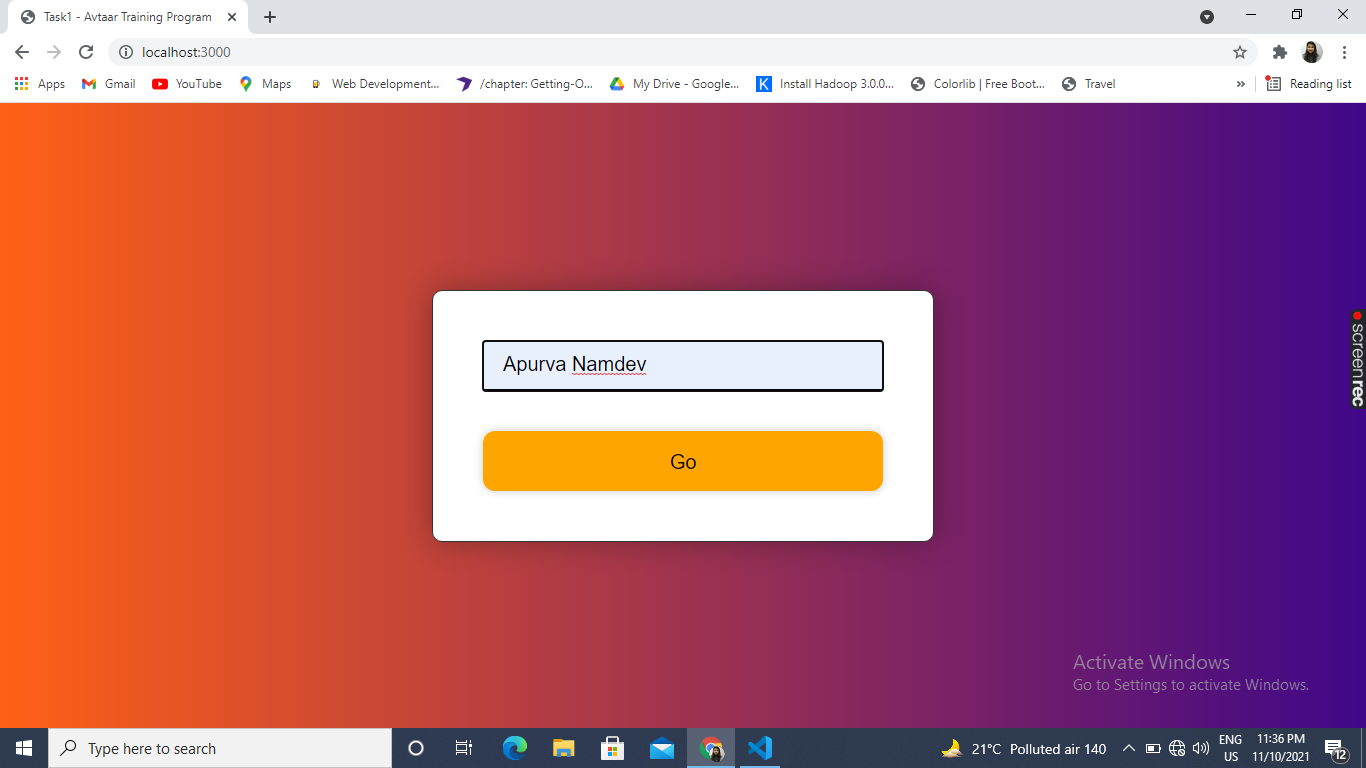 Task1 - Avtaar Training Program
localhost:3000
Apps Gmail YouTube Maps Web Development... /chapter: Getting-O... My Drive - Google... Install Hadoop 3.0.0... Colorlib | Free Boot... Travel » Reading list
Apurva Namdev
Go
screenrec
Activate Windows
Go to Settings to activate Windows.
Type here to search
21°C Polluted air 140
ENG
US
11:36 PM
11/10/2021
12